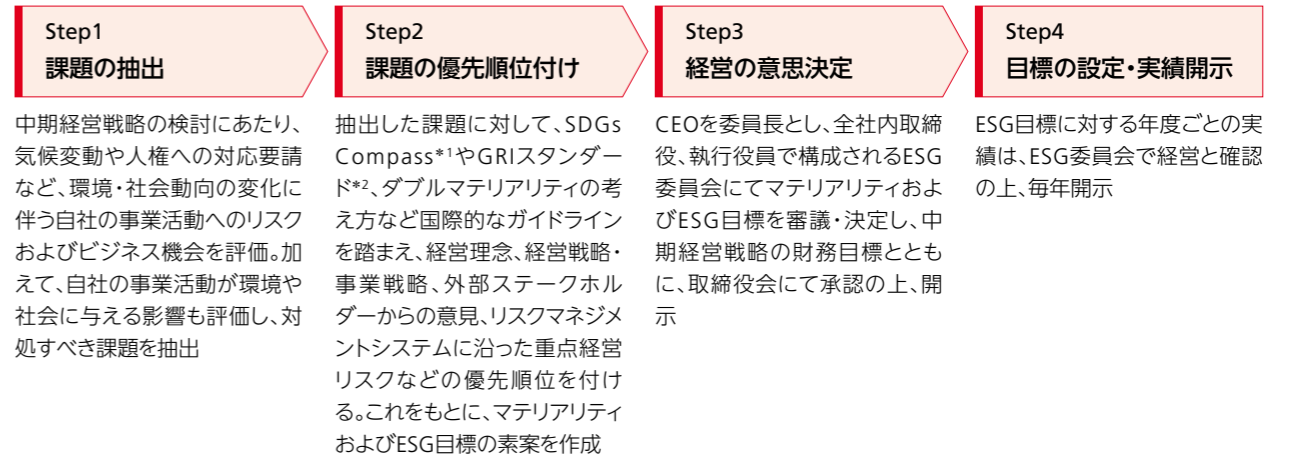 Step1
課題の抽出
中期経営戦略の検討にあたり、
気候変動や人権への対応要請
など、環境・社会動向の変化に
伴う自社の事業活動へのリスク
およびビジネス機会を評価。加
えて、自社の事業活動が環境や
社会に与える影響も評価し、対
処すべき課題を抽出
Step2
課題の優先順位付け
抽出した課題に対して、SDGs
Compass*1やGRIスタンダー
ド*2、ダブルマテリアリティの考
え方など国際的なガイドライン
を踏まえ、経営理念、経営戦略・
事業戦略、外部ステークホル
ダーからの意見、リスクマネジメ
ントシステムに沿った重点経営
リスクなどの優先順位を付け
る。これをもとに、マテリアリティ
およびESG目標の素案を作成
Step3
経営の意思決定
CEOを委員長とし、全社内取締
役、執行役員で構成されるESG
委員会にてマテリアリティおよ
びESG目標を審議・決定し、中
期経営戦略の財務目標ととも
に、取締役会にて承認の上、開
示
Step4
目標の設定・実績開示
ESG目標に対する年度ごとの実
績は、ESG委員会で経営と確認
の上、毎年開示